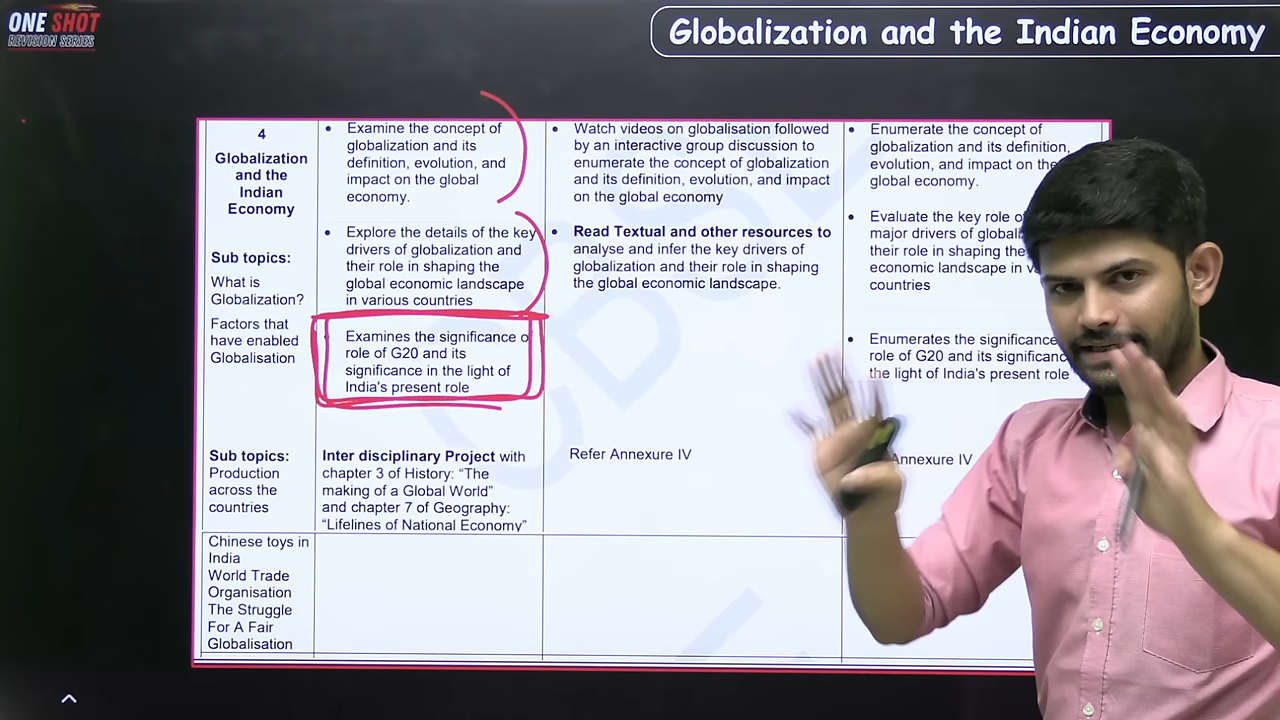 ONE SHOT
REVISION SERIES
Globalization and the Indian Economy
4
Globalization
and the
Indian
Economy
Sub topics:
What is
Globalization?
Factors that
have enabled
Globalisation
Sub topics:
Production
across the
countries
Chinese toys in
India
World Trade
Organisation
The Struggle
For A Fair
Globalisation
• Examine the concept of
globalization and its
definition, evolution, and
impact on the global
economy.
• Explore the details of the key
drivers of globalization and
their role in shaping the
global economic landscape
in various countries
• Examines the significance o
role of G20 and its
significance in the light of
India's present role
Inter disciplinary Project with
chapter 3 of History: “The
making of a Global World”
and chapter 7 of Geography:
“Lifelines of National Economy”
• Watch videos on globalisation followed
by an interactive group discussion to
enumerate the concept of globalization
and its definition, evolution, and impact
on the global economy
• Read Textual and other resources to
analyse and infer the key drivers of
globalization and their role in shaping
the global economic landscape.
Refer Annexure IV
• Enumerate the concept of
globalization and its definition,
evolution, and impact on the
global economy.
• Evaluate the key role of
major drivers of
their role in shaping the
economic landscape in
countries
• Enumerates the significance
role of G20 and its significance
the light of India's present role
Annexure IV